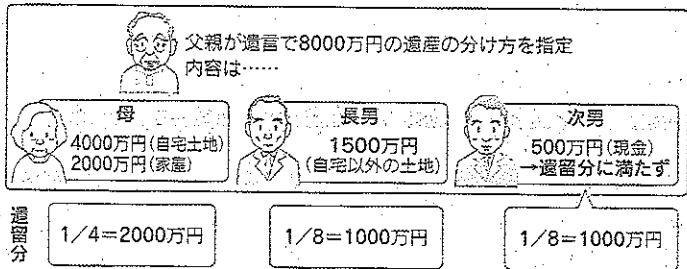 父親が遺言で8000万円の遺産の分け方を指定
内容は……
母
4000万円(自宅土地)
2000万円(家産)
長男
1500万円
(自宅以外の土地)
次男
500万円(現金)
→遺留分に満たず
遺留分
1/4=2000万円
1/8=1000万円
1/8=1000万円